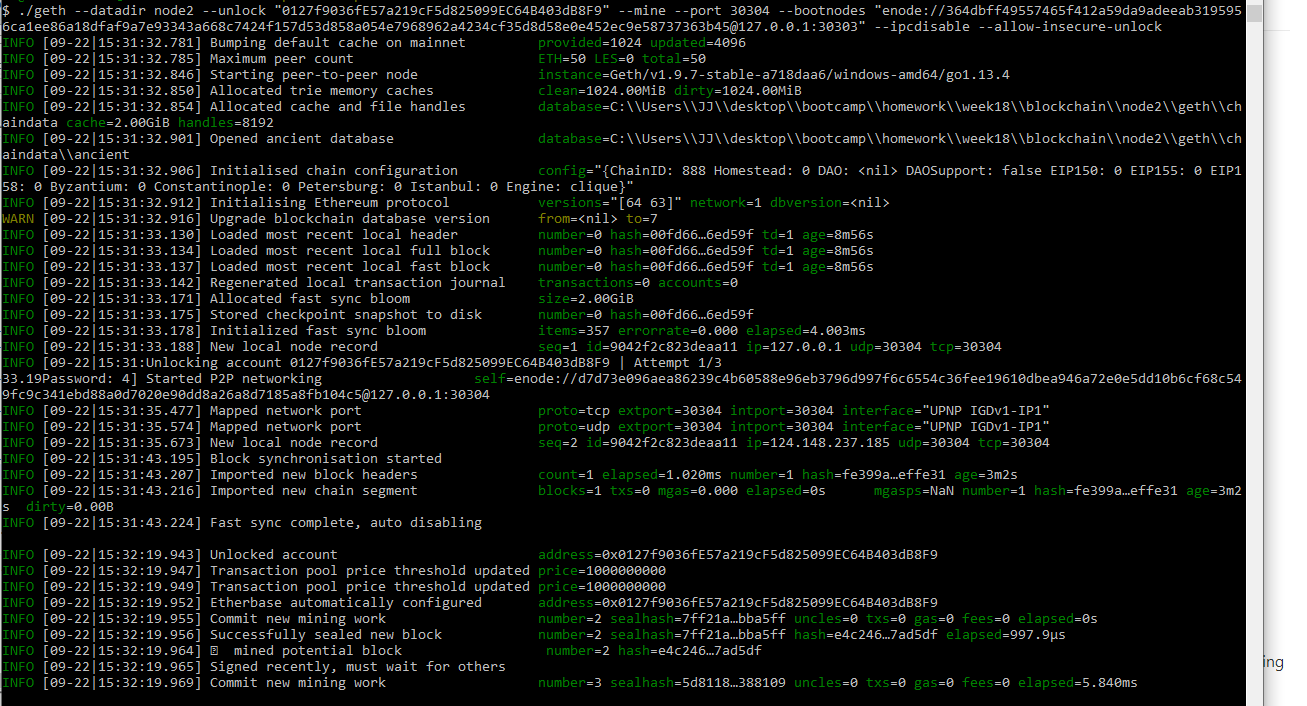 $ ./geth --datadir node2 --unlock "0127f9036fE57a219cF5d825099EC64B403dB8F9" --mine --port 30304 --bootnodes "enode://364dbff49557465f412a59da9adeeab319595
6ca1ee86a18dfaf9a7e93343a668c7424f157d53d858a054e7968962a4234cf35d8d58e0e452ec9e58737363b45@127.0.0.1:30303" --ipcdisable --allow-insecure-unlock
INFO [09-22|15:31:32.781] Bumping default cache on mainnet provided=1024 updated=4096
INFO [09-22|15:31:32.785] Maximum peer count ETH=50 LES=0 total=50
INFO [09-22|15:31:32.846] Starting peer-to-peer node instance=Geth/v1.9.7-stable-a718daa6/windows-amd64/go1.13.4
INFO [09-22|15:31:32.850] Allocated trie memory caches clean=1024.00MiB dirty=1024.00MiB
INFO [09-22|15:31:32.854] Allocated cache and file handles database=C:\\Users\\JJ\\desktop\\bootcamp\\homework\\week18\\blockchain\\node2\\geth\\ch
aindata cache=2.00GiB handles=8192
INFO [09-22|15:31:32.901] Opened ancient database database=C:\\Users\\JJ\\desktop\\bootcamp\\homework\\week18\\blockchain\\node2\\geth\\ch
aindata\\ancient
INFO [09-22|15:31:32.906] Initialised chain configuration config="{ChainID: 888 Homestead: 0 DAO: <nil> DAOSupport: false EIP150: 0 EIP155: 0 EIP1
58: 0 Byzantium: 0 Constantinople: 0 Petersburg: 0 Istanbul: 0 Engine: clique}"
INFO [09-22|15:31:32.912] Initialising Ethereum protocol versions="[64 63]" network=1 dbversion=<nil>
WARN [09-22|15:31:32.916] Upgrade blockchain database version from=<nil> to=7
INFO [09-22|15:31:33.130] Loaded most recent local header number=0 hash=00fd66…6ed59f td=1 age=8m56s
INFO [09-22|15:31:33.134] Loaded most recent local full block number=0 hash=00fd66…6ed59f td=1 age=8m56s
INFO [09-22|15:31:33.137] Loaded most recent local fast block number=0 hash=00fd66…6ed59f td=1 age=8m56s
INFO [09-22|15:31:33.142] Regenerated local transaction journal transactions=0 accounts=0
INFO [09-22|15:31:33.171] Allocated fast sync bloom size=2.00GiB
INFO [09-22|15:31:33.175] Stored checkpoint snapshot to disk number=0 hash=00fd66…6ed59f
INFO [09-22|15:31:33.178] Initialized fast sync bloom items=357 errorrate=0.000 elapsed=4.003ms
INFO [09-22|15:31:33.188] New local node record seq=1 id=9042f2c823deaa11 ip=127.0.0.1 udp=30304 tcp=30304
INFO [09-22|15:31:Unlocking account 0127f9036fE57a219cF5d825099EC64B403dB8F9 | Attempt 1/3
33.19Password: 4] Started P2P networking self=enode://d7d73e096aea86239c4b60588e96eb3796d997f6c6554c36fee19610dbea946a72e0e5dd10b6cf68c54
9fc9c341ebd88a0d7020e90dd8a26a8d7185a8fb104c5@127.0.0.1:30304
INFO [09-22|15:31:35.477] Mapped network port proto=tcp extport=30304 intport=30304 interface="UPNP IGDv1-IP1"
INFO [09-22|15:31:35.574] Mapped network port proto=udp extport=30304 intport=30304 interface="UPNP IGDv1-IP1"
INFO [09-22|15:31:35.673] New local node record seq=2 id=9042f2c823deaa11 ip=124.148.237.185 udp=30304 tcp=30304
INFO [09-22|15:31:43.195] Block synchronisation started
INFO [09-22|15:31:43.207] Imported new block headers count=1 elapsed=1.020ms number=1 hash=fe399a…effe31 age=3m2s
INFO [09-22|15:31:43.216] Imported new chain segment blocks=1 txs=0 mgas=0.000 elapsed=0s mgasps=NaN number=1 hash=fe399a…effe31 age=3m2
s dirty=0.00B
INFO [09-22|15:31:43.224] Fast sync complete, auto disabling
INFO [09-22|15:32:19.943] Unlocked account address=0x0127f9036fE57a219cF5d825099EC64B403dB8F9
INFO [09-22|15:32:19.947] Transaction pool price threshold updated price=1000000000
INFO [09-22|15:32:19.949] Transaction pool price threshold updated price=1000000000
INFO [09-22|15:32:19.952] Etherbase automatically configured address=0x0127f9036fE57a219cF5d825099EC64B403dB8F9
INFO [09-22|15:32:19.955] Commit new mining work number=2 sealhash=7ff21a…bba5ff uncles=0 txs=0 gas=0 fees=0 elapsed=0s
INFO [09-22|15:32:19.956] Successfully sealed new block number=2 sealhash=7ff21a…bba5ff hash=e4c246…7ad5df elapsed=997.9µs
INFO [09-22|15:32:19.964] mined potential block number=2 hash=e4c246…7ad5df
INFO [09-22|15:32:19.965] Signed recently, must wait for others
INFO [09-22|15:32:19.969] Commit new mining work number=3 sealhash=5d8118…388109 uncles=0 txs=0 gas=0 fees=0 elapsed=5.840ms
ing